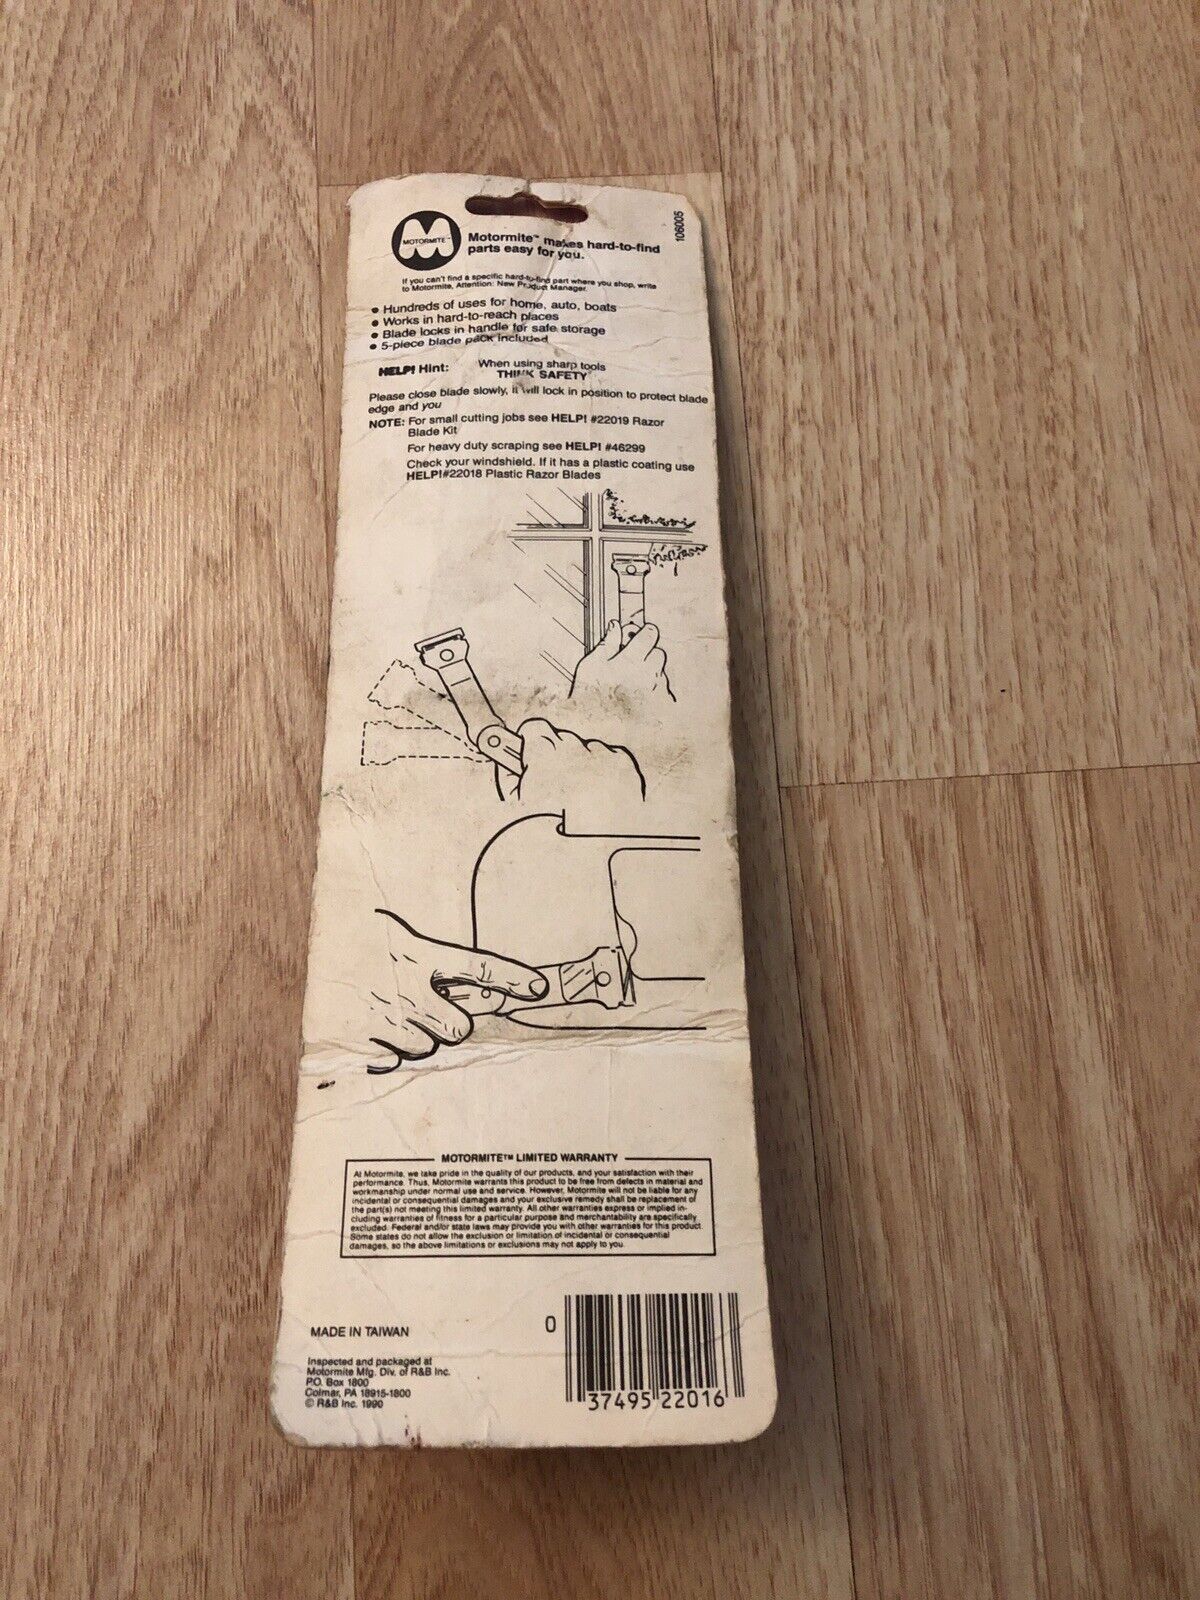 MOTORMITE™
Motormite™ makes hard-to-find
parts easy for you.
106005
If you can't find a specific hard-to-find part where you shop, write
to Motormite, Attention: New Product Manager.
• Hundreds of uses for home, auto, boats
• Works in hard-to-reach places
• Blade locks in handle for safe storage
• 5-piece blade pack included
HELP! Hint: When using sharp tools
THINK SAFETY
Please close blade slowly, it will lock in position to protect blade
edge and you
NOTE: For small cutting jobs see HELP! #22019 Razor
Blade Kit
For heavy duty scraping see HELP! #46299
Check your windshield. If it has a plastic coating use
HELP!#22018 Plastic Razor Blades
MOTORMITE™ LIMITED WARRANTY
At Motormite, we take pride in the quality of our products, and your satisfaction with their
performance. Thus, Motormite warrants this product to be free from defects in material and
workmanship under normal use and service. However, Motormite will not be liable for any
incidental or consequential damages and your exclusive remedy shall be replacement of
the part(s) not meeting this limited warranty. All other warranties express or implied in-
cluding warranties of fitness for a particular purpose and merchantability are specifically
excluded. Federal and/or state laws may provide you with other warranties for this product.
Some states do not allow the exclusion or limitation of incidental or consequential
damages, so the above limitations or exclusions may not apply to you.
MADE IN TAIWAN
Inspected and packaged at
Motormite Mfg. Div. of R&B Inc.
P.O. Box 1800
Colmar, PA 18915-1800
© R&B Inc. 1990
0 37495 22016